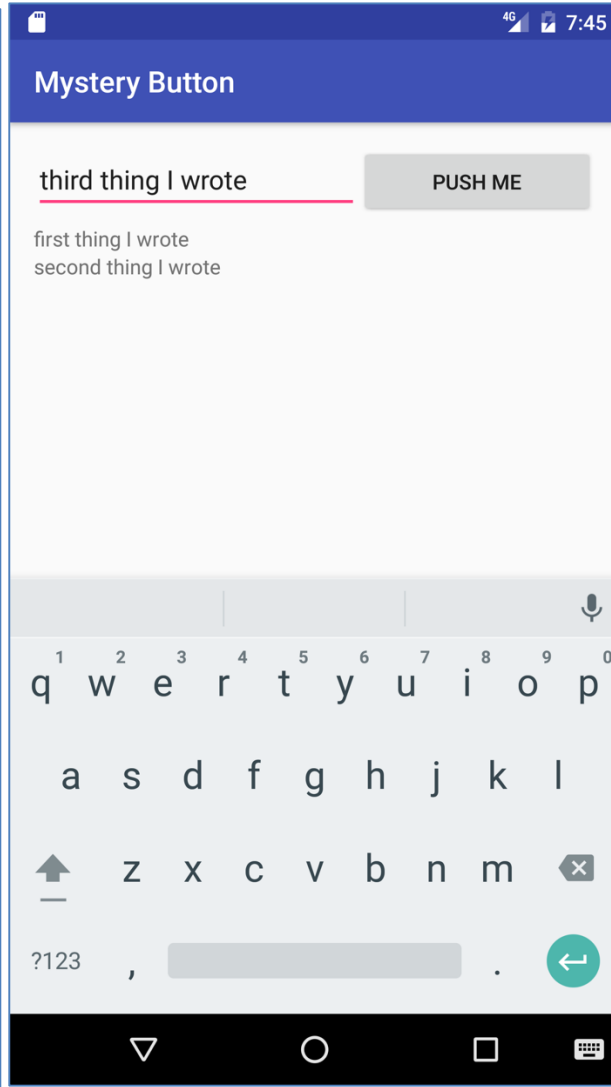 4G 7:45
Mystery Button
third thing I wrote PUSH ME
first thing I wrote
second thing I wrote
1 2 3 4 5 6 7 8 9 0
q w e r t y u i o p
a s d f g h j k l
z x c v b n m
?123 , .